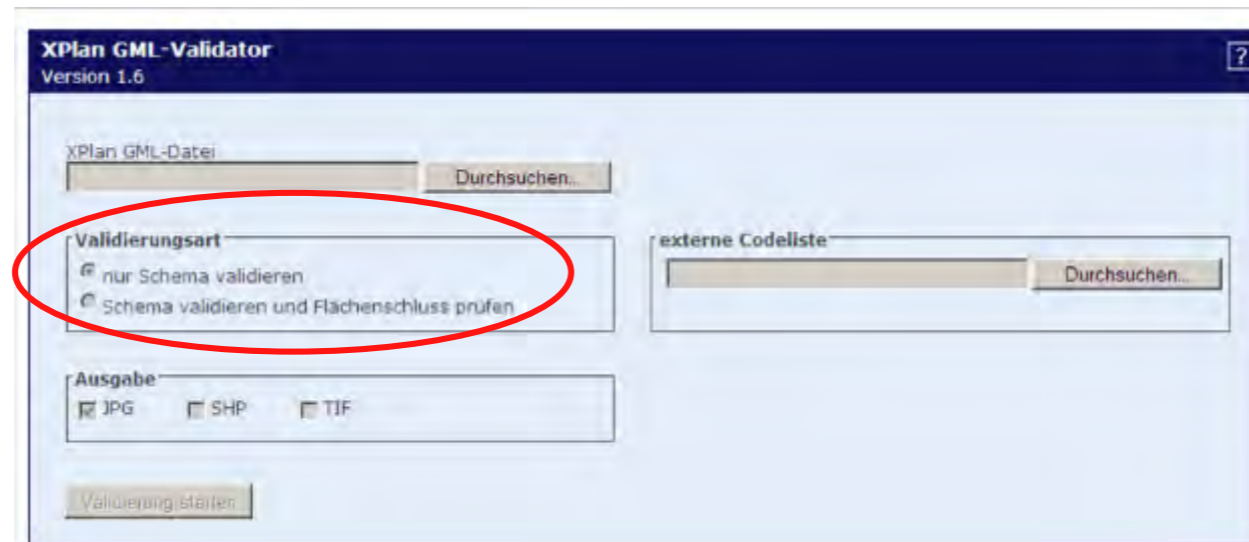 XPlan GML-Validator
Version 1.6
?
XPlan GML-Datei
Durchsuchen...
Validierungsart
nur Schema validieren
Schema validieren und Flächenschluss prüfen
externe Codeliste
Durchsuchen...
Ausgabe
JPG SHP TIF
Validierung starten